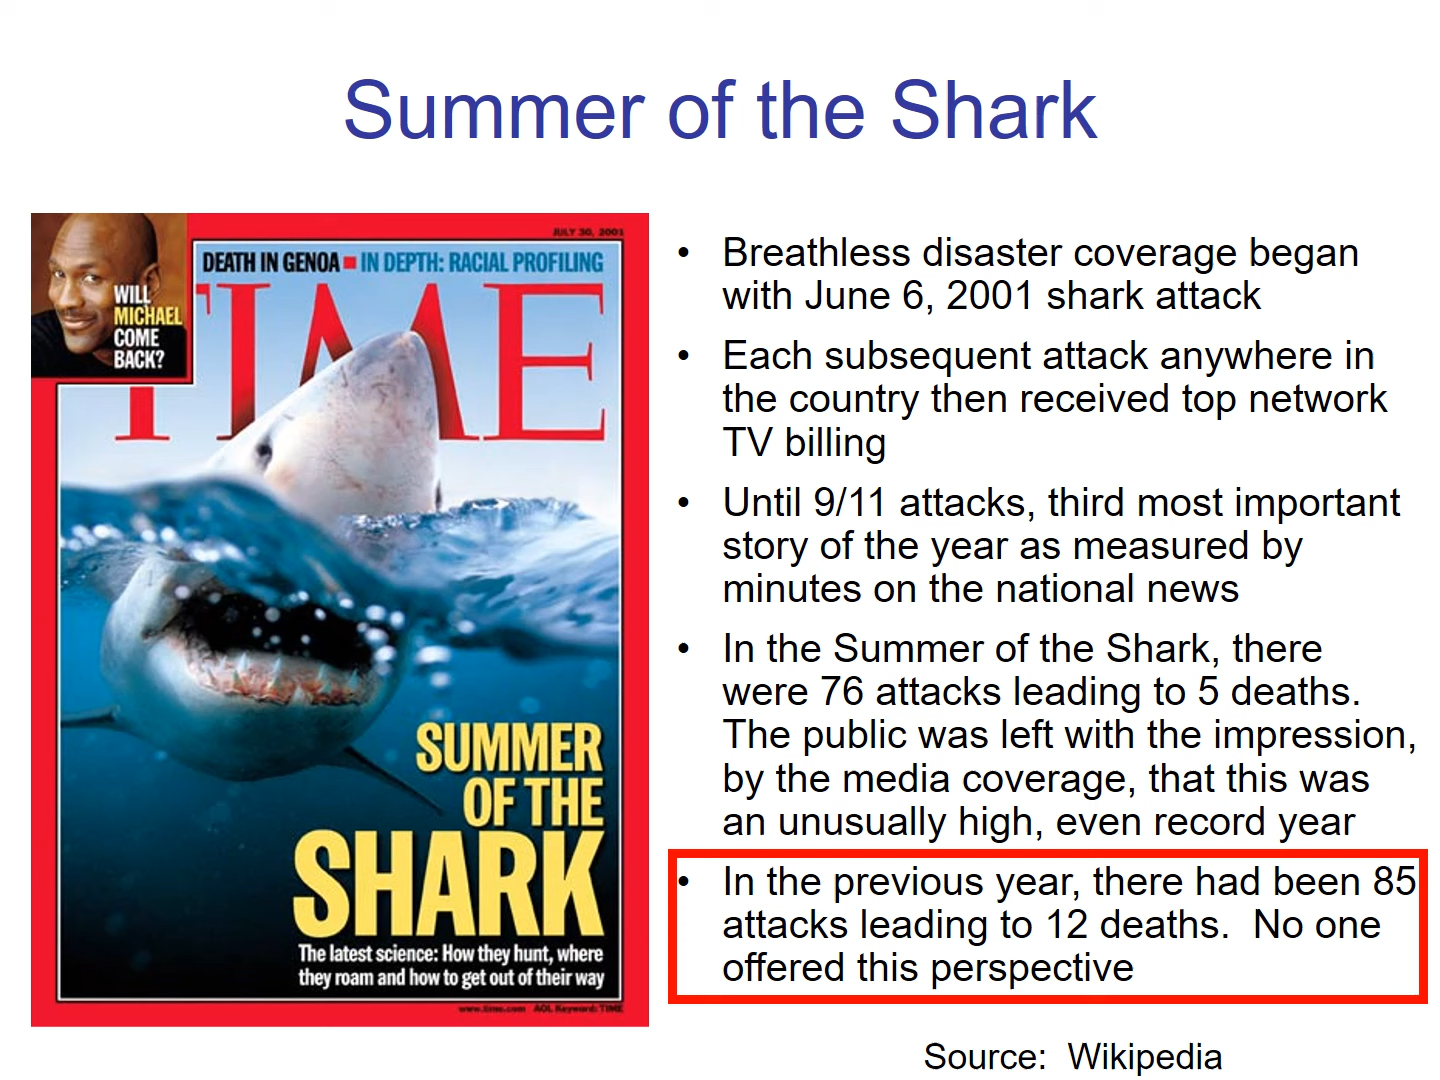 Summer of the Shark
JULY 30, 2001
DEATH IN GENOA ■ IN DEPTH: RACIAL PROFILING
WILL
MICHAEL
COME
BACK?
TIME
SUMMER
OF THE
SHARK
The latest science: How they hunt, where
they roam and how to get out of their way
www.time.com AOL Keyword: TIME
• Breathless disaster coverage began
with June 6, 2001 shark attack
• Each subsequent attack anywhere in
the country then received top network
TV billing
• Until 9/11 attacks, third most important
story of the year as measured by
minutes on the national news
• In the Summer of the Shark, there
were 76 attacks leading to 5 deaths.
The public was left with the impression,
by the media coverage, that this was
an unusually high, even record year
• In the previous year, there had been 85
attacks leading to 12 deaths.  No one
offered this perspective
Source:  Wikipedia